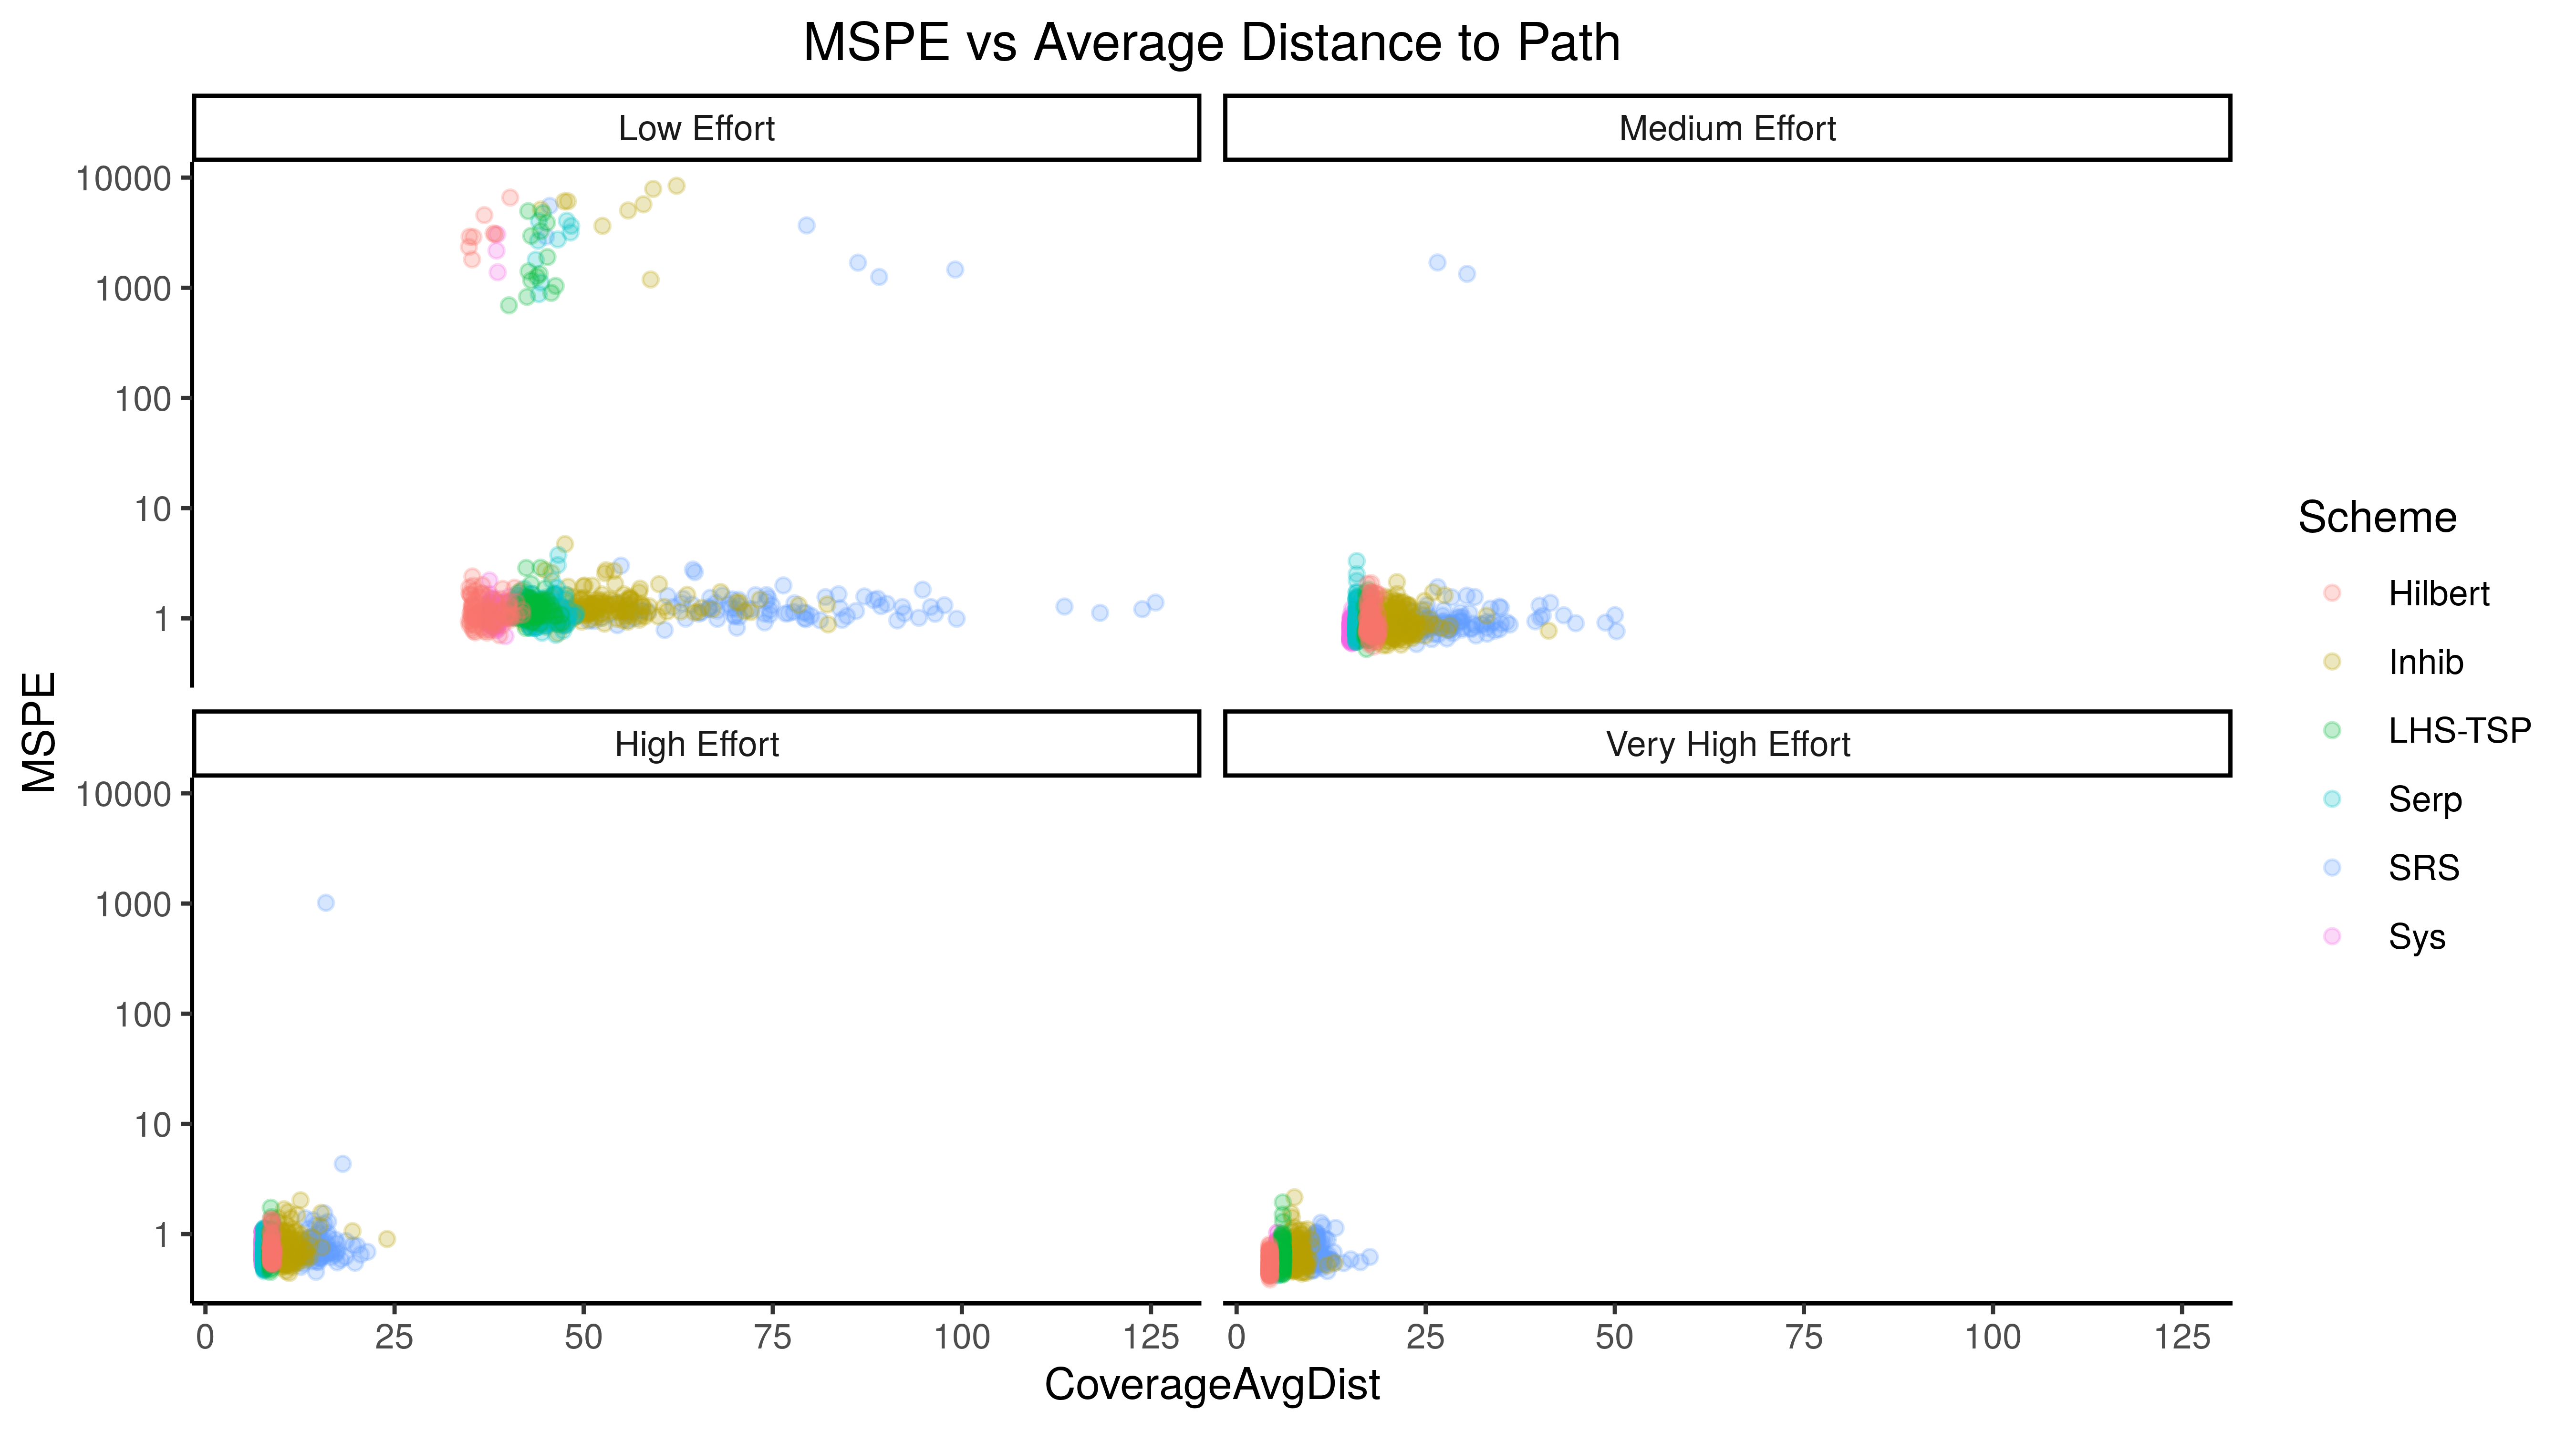 MSPE vs Average Distance to Path
Low Effort
Medium Effort
10000
1000
100
10
1
High Effort
Very High Effort
10000
1000
100
10
1
0 25 50 75 100 125
0 25 50 75 100 125
CoverageAvgDist
MSPE
Scheme
Hilbert
Inhib
LHS-TSP
Serp
SRS
Sys